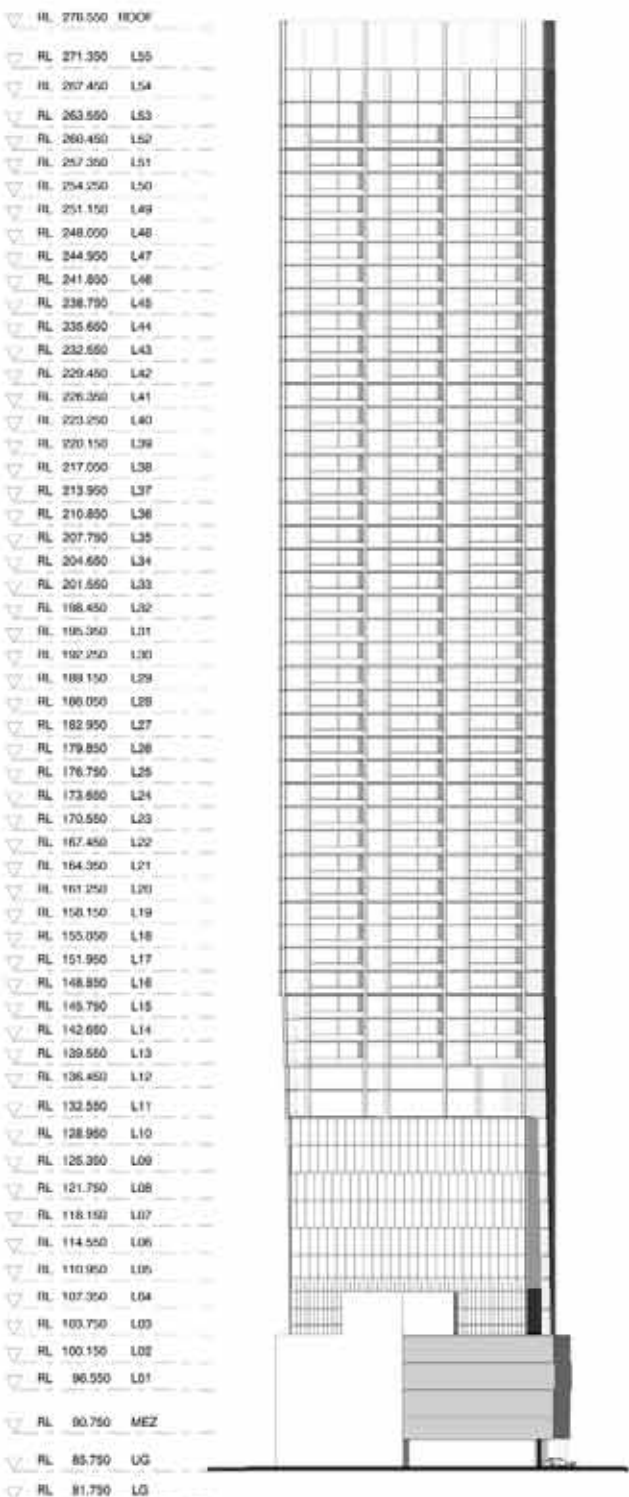 RL 276.550 ROOF
RL 271.350 L55
RL 267.450 L54
RL 263.550 L53
RL 260.450 L52
RL 257.350 L51
RL 254.250 L50
RL 251.150 L49
RL 248.050 L48
RL 244.950 L47
RL 241.850 L46
RL 238.750 L45
RL 235.650 L44
RL 232.550 L43
RL 229.450 L42
RL 226.350 L41
RL 223.250 L40
RL 220.150 L39
RL 217.050 L38
RL 213.950 L37
RL 210.850 L36
RL 207.750 L35
RL 204.650 L34
RL 201.550 L33
RL 198.450 L32
RL 195.350 L31
RL 192.250 L30
RL 189.150 L29
RL 186.050 L28
RL 182.950 L27
RL 179.850 L26
RL 176.750 L25
RL 173.650 L24
RL 170.550 L23
RL 167.450 L22
RL 164.350 L21
RL 161.250 L20
RL 158.150 L19
RL 155.050 L18
RL 151.950 L17
RL 148.850 L16
RL 145.750 L15
RL 142.650 L14
RL 139.550 L13
RL 136.450 L12
RL 132.550 L11
RL 128.950 L10
RL 125.350 L09
RL 121.750 L08
RL 118.150 L07
RL 114.550 L06
RL 110.950 L05
RL 107.350 L04
RL 103.750 L03
RL 100.150 L02
RL 96.550 L01
RL 90.750 MEZ
RL 85.750 UG
RL 81.750 LG